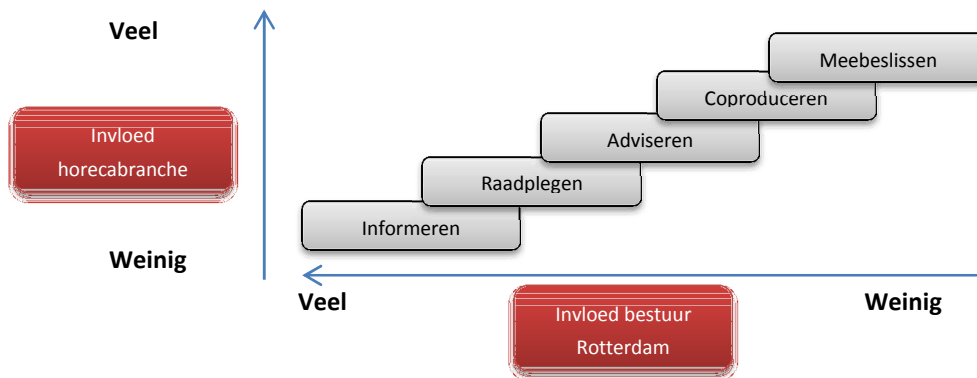 Veel
Meebeslissen
Coproduceren
Invloed
horecabranche
Adviseren
Raadplegen
Informeren
Weinig
Veel
Weinig
Invloed bestuur
Rotterdam